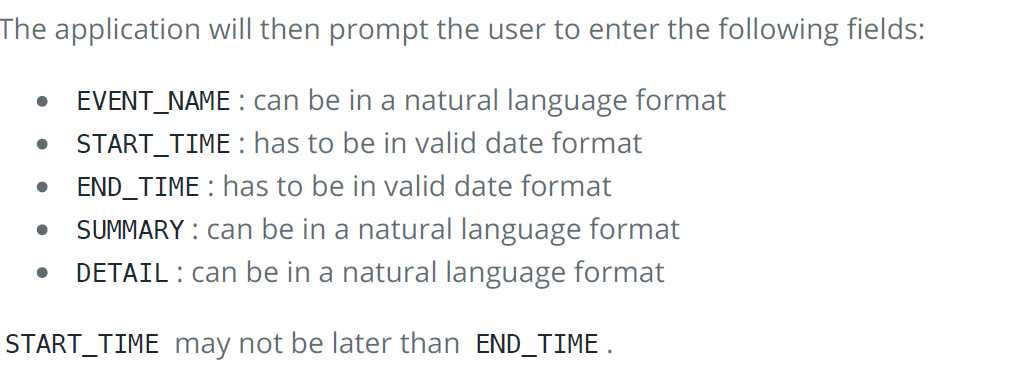 The application will then prompt the user to enter the following fields:
• EVENT_NAME : can be in a natural language format
• START_TIME : has to be in valid date format
• END_TIME : has to be in valid date format
• SUMMARY : can be in a natural language format
• DETAIL : can be in a natural language format
START_TIME may not be later than END_TIME .